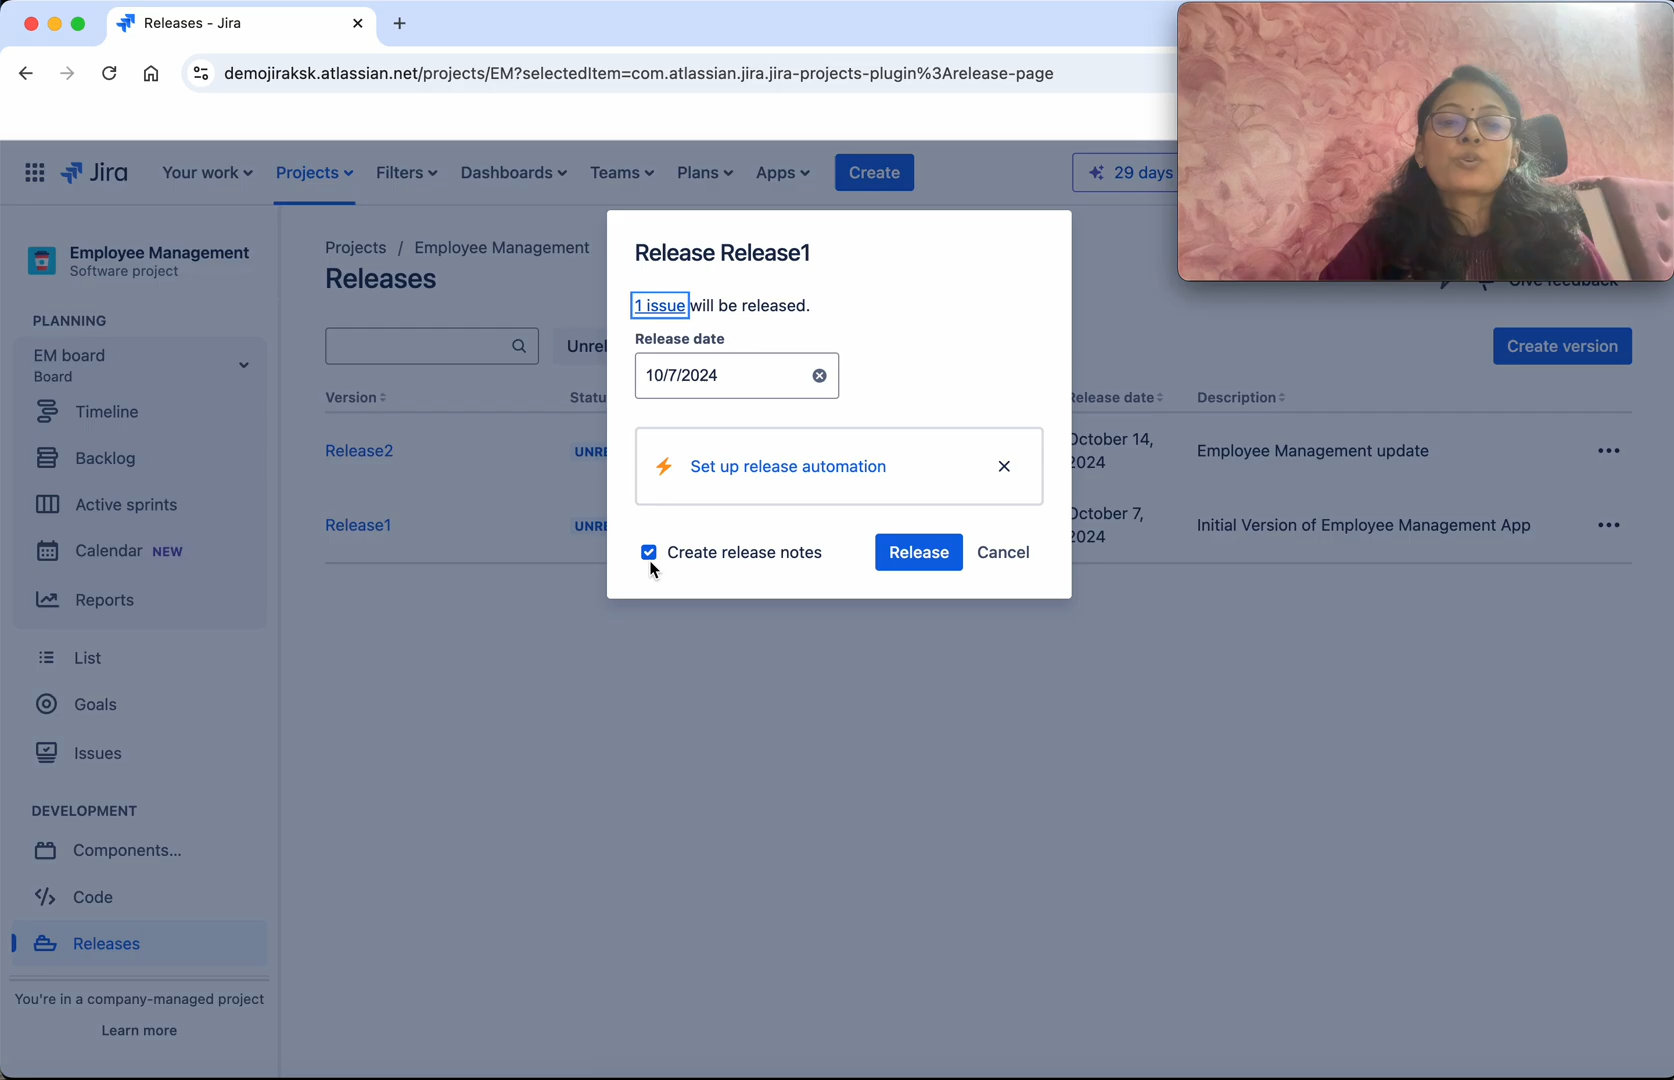 Releases - Jira
demojiraksk.atlassian.net/projects/EM?selectedItem=com.atlassian.jira.jira-projects-plugin%3Arelease-page
Jira Your work Projects Filters Dashboards Teams Plans Apps Create 29 days
Employee Management
Software project
PLANNING
EM board
Board
Timeline
Backlog
Active sprints
Calendar NEW
Reports
List
Goals
Issues
DEVELOPMENT
Components...
Code
Releases
You're in a company-managed project
Learn more
Projects / Employee Management
Releases
Give feedback
Unrel
Create version
Version Statu Release date Description
Release2 UNRE October 14, 2024 Employee Management update
Release1 UNRE October 7, 2024 Initial Version of Employee Management App
Release Release1
1 issue will be released.
Release date
10/7/2024
Set up release automation
Create release notes Release Cancel